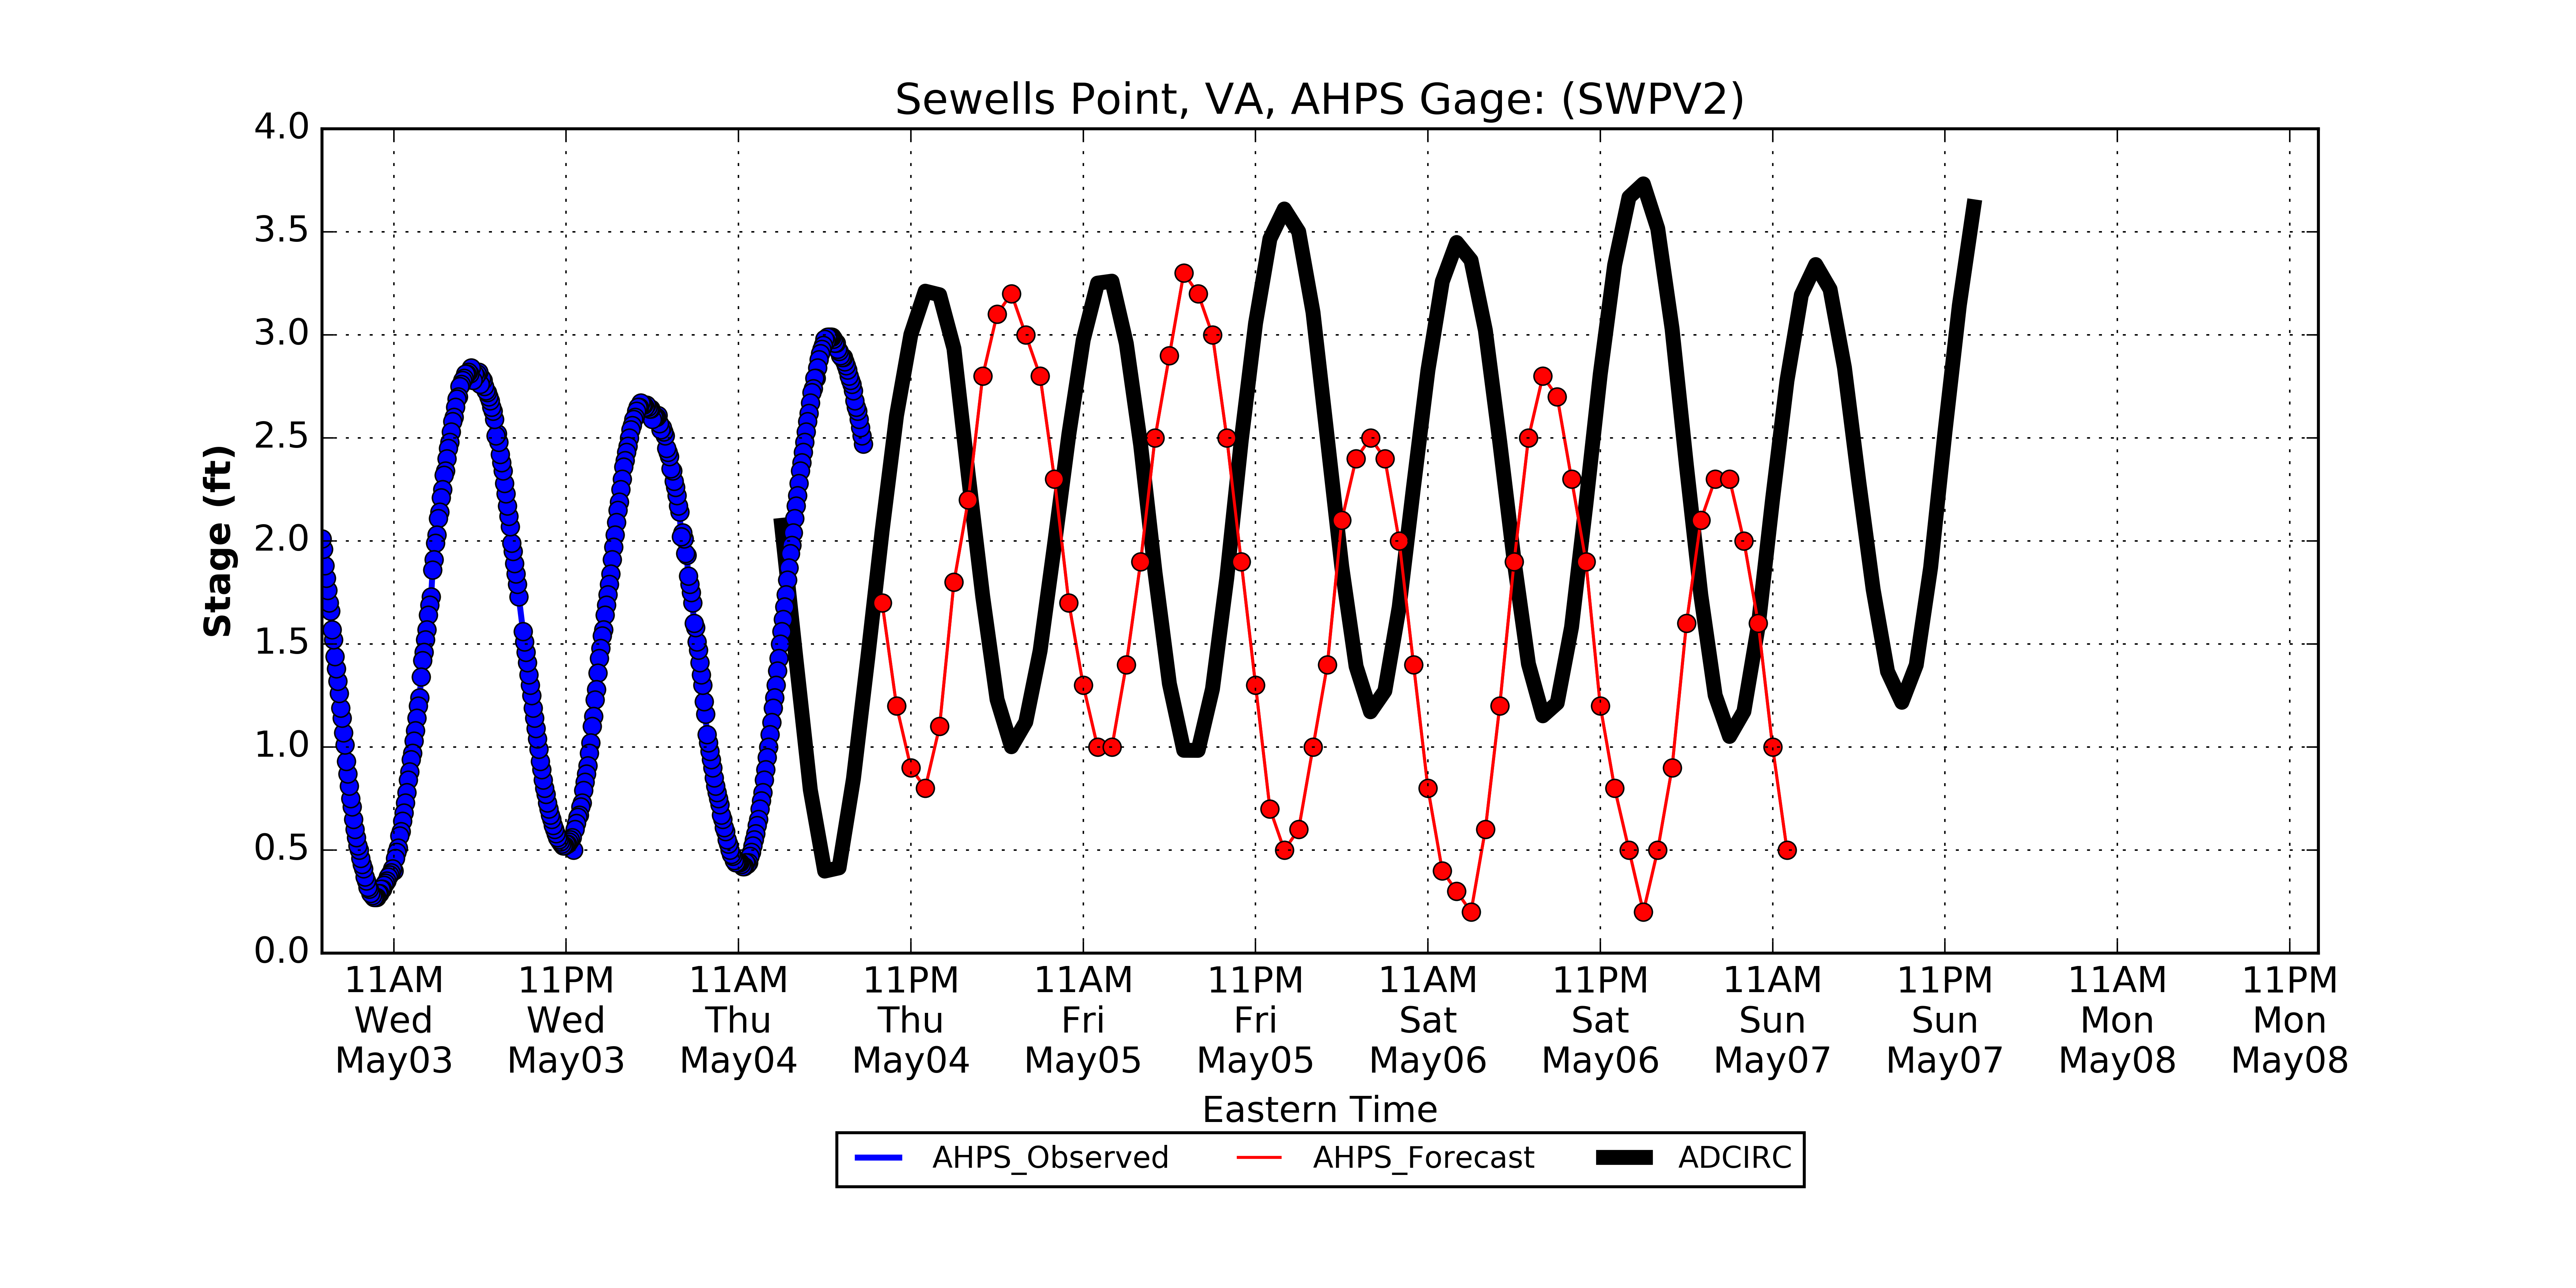 Sewells Point, VA, AHPS Gage: (SWPV2)
4.0
3.5
3.0
2.5
2.0
1.5
1.0
0.5
0.0
Stage (ft)
11AM 11PM 11AM 11PM 11AM 11PM 11AM 11PM 11AM 11PM 11AM 11PM
Wed Wed Thu Thu Fri Fri Sat Sat Sun Sun Mon Mon
May03 May03 May04 May04 May05 May05 May06 May06 May07 May07 May08 May08
Eastern Time
AHPS_Observed AHPS_Forecast ADCIRC